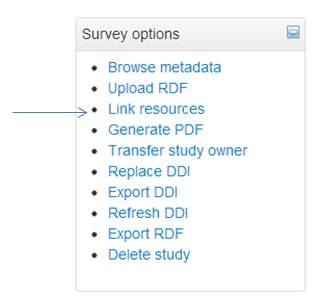 Survey options
Browse metadata
Upload RDF
Link resources
Generate PDF
Transfer study owner
Replace DDI
Export DDI
Refresh DDI
Export RDF
Delete study